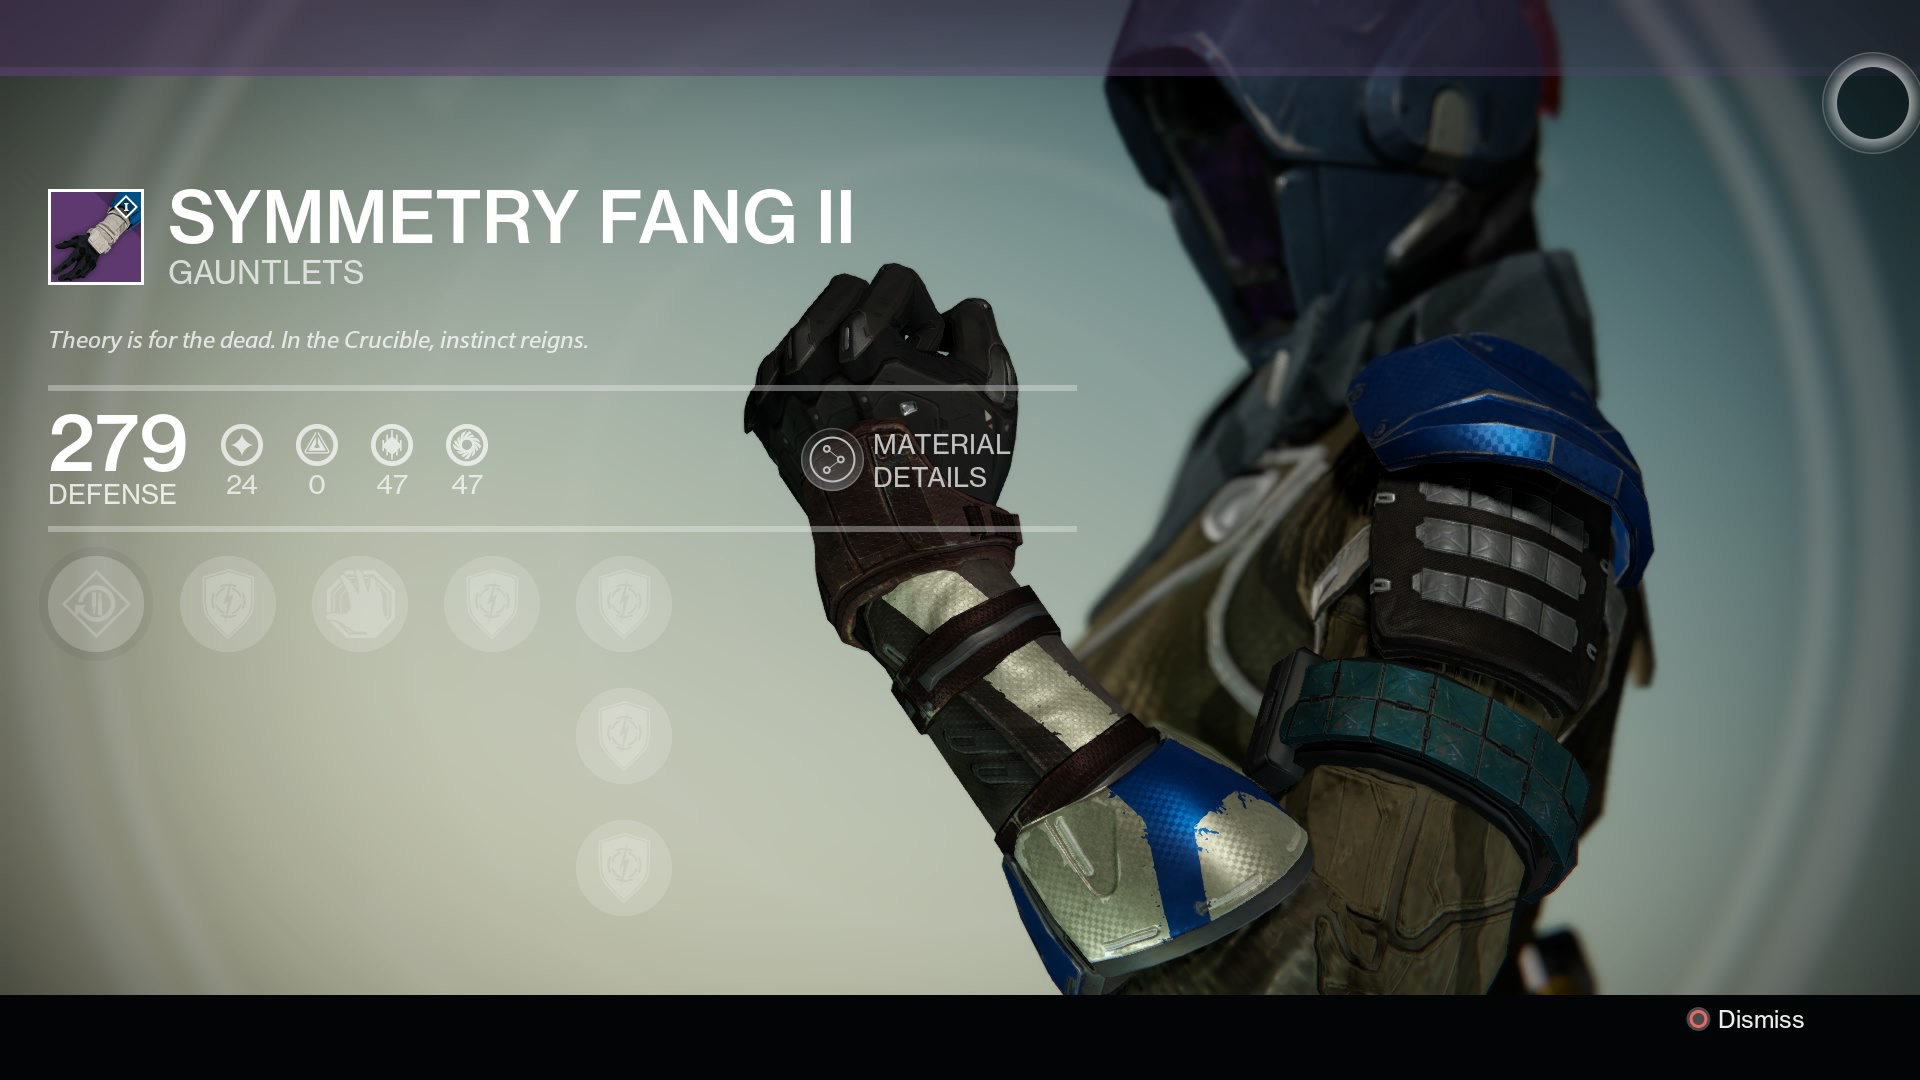 SYMMETRY FANG II
GAUNTLETS
Theory is for the dead. In the Crucible, instinct reigns.
279
DEFENSE
24
0
47
47
MATERIAL
DETAILS
Dismiss